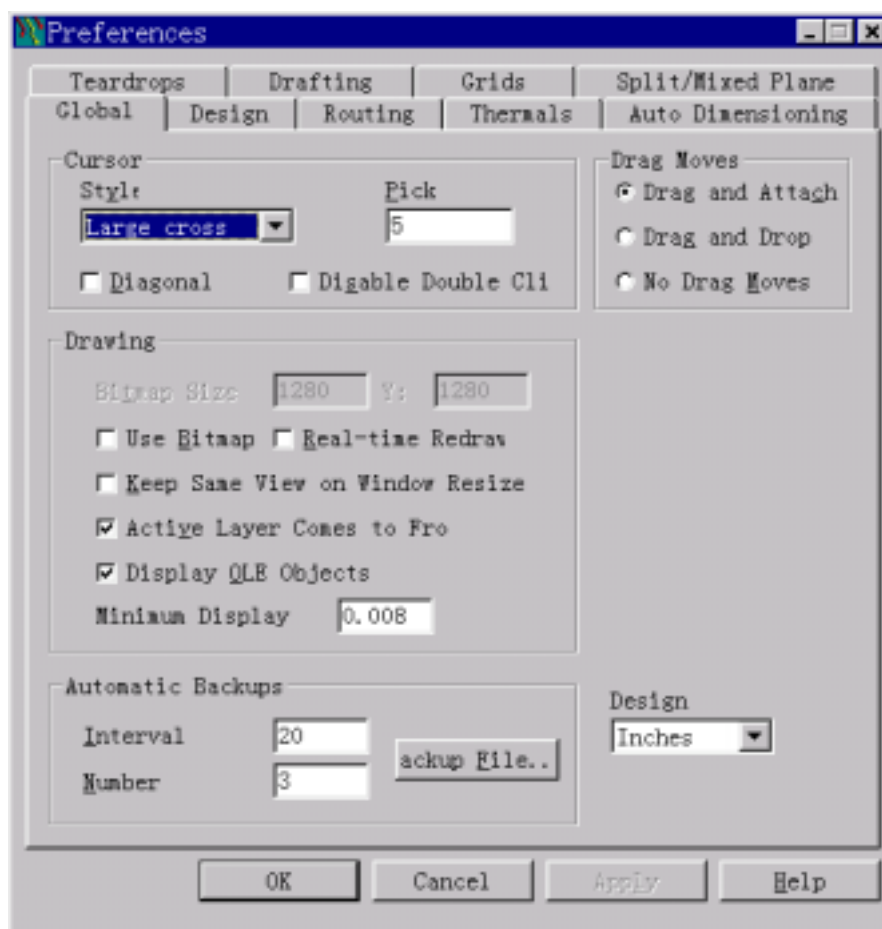 Preferences
Teardrops Drafting Grids Split/Mixed Plane
Global Design Routing Thermals Auto Dimensioning
Cursor Drag Moves
Style Pick Drag and Attach
Large cross 5 Drag and Drop
Diagonal Disable Double Cli No Drag Moves
Drawing
Bitmap Size 1280 Y: 1280
Use Bitmap Real-time Redraw
Keep Same View on Window Resize
Active Layer Comes to Fro
Display OLE Objects
Minimum Display 0.008
Automatic Backups Design
Interval 20 Inches
Number 3 ackup File..
OK Cancel Apply Help